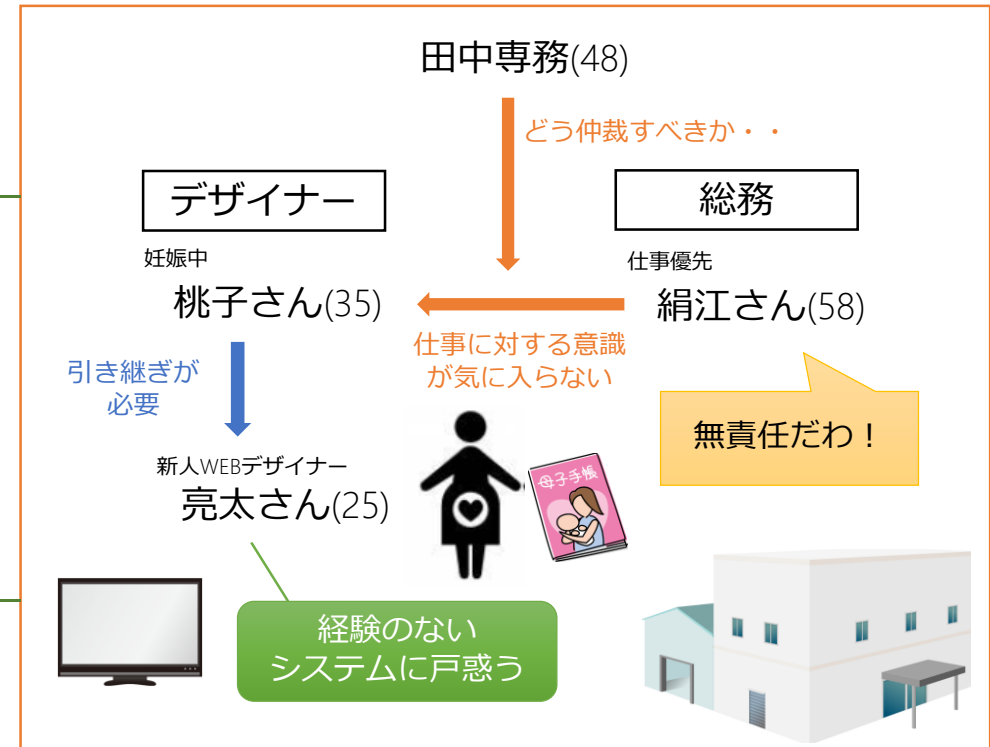 田中専務(48)
どう仲裁すべきか・・
デザイナー
総務
妊娠中
桃子さん(35)
仕事優先
絹江さん(58)
仕事に対する意識
が気に入らない
引き継ぎが
必要
無責任だわ！
新人WEBデザイナー
亮太さん(25)
母子手帳
経験のない
システムに戸惑う